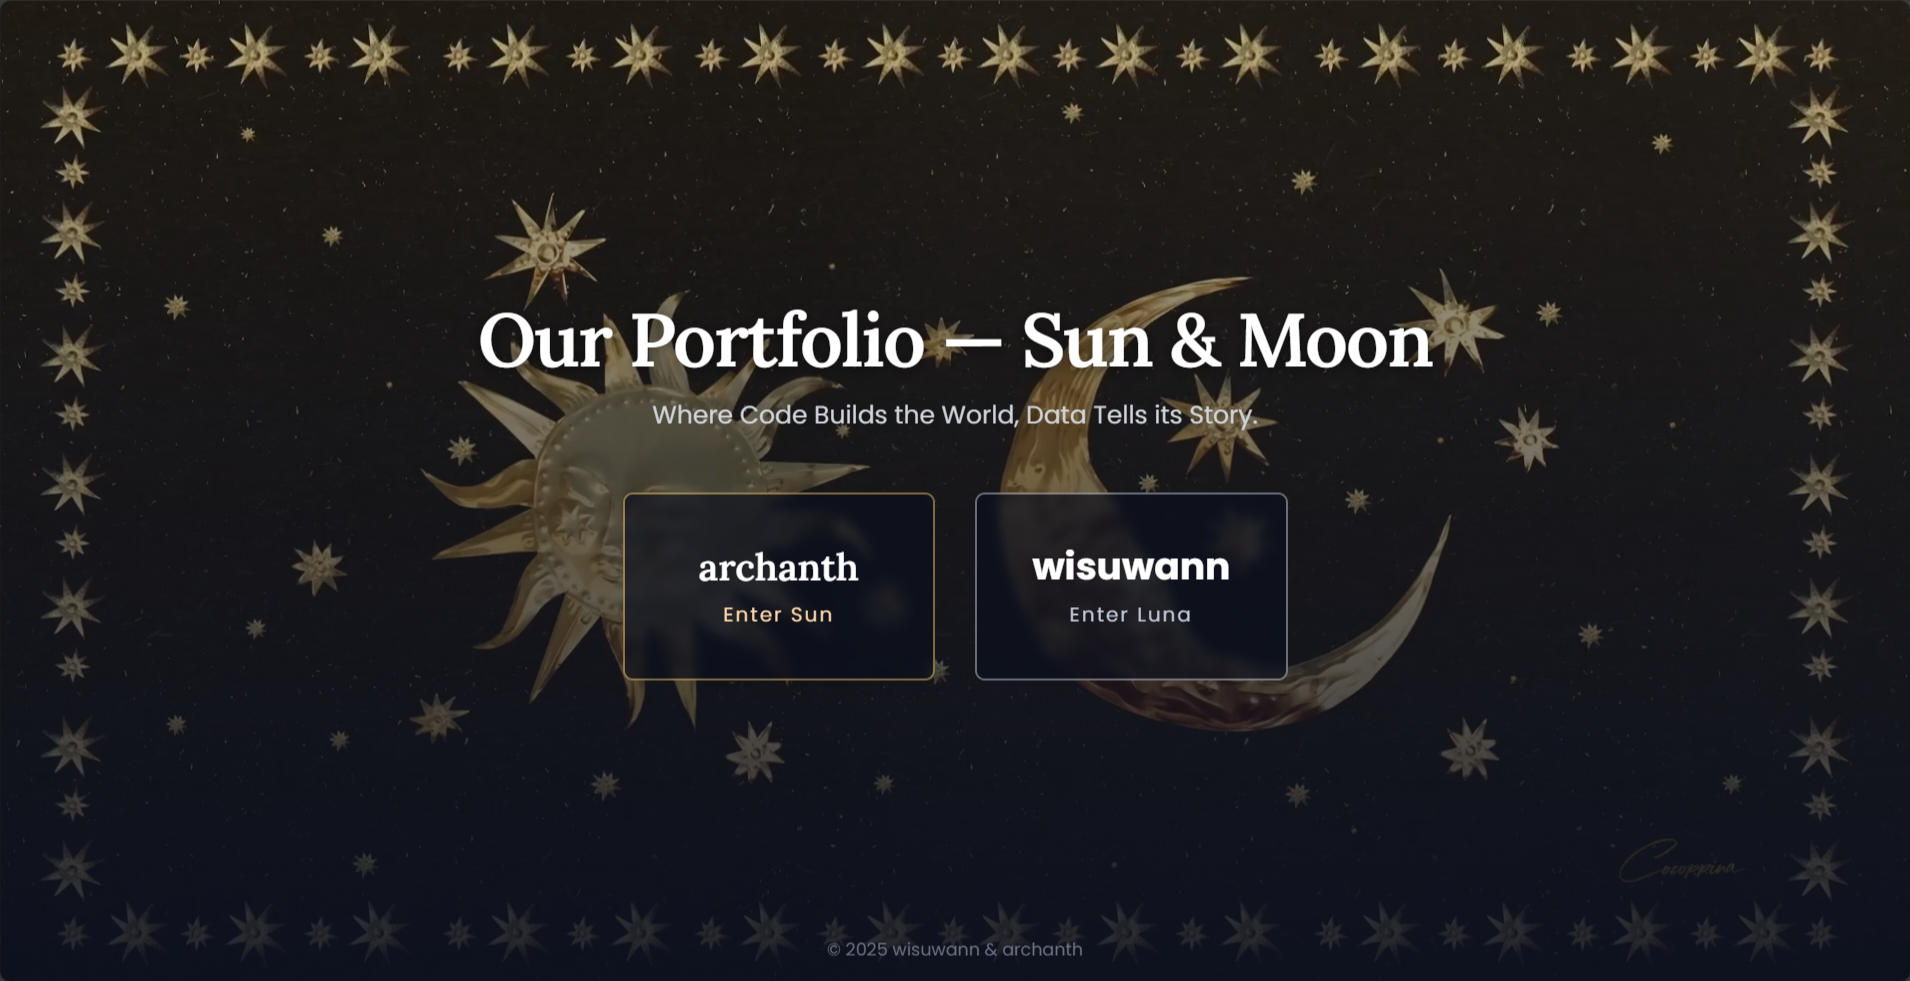 Our Portfolio — Sun & Moon
Where Code Builds the World, Data Tells its Story.
archanth
Enter Sun
wisuwann
Enter Luna
Cocoppina
© 2025 wisuwann & archanth